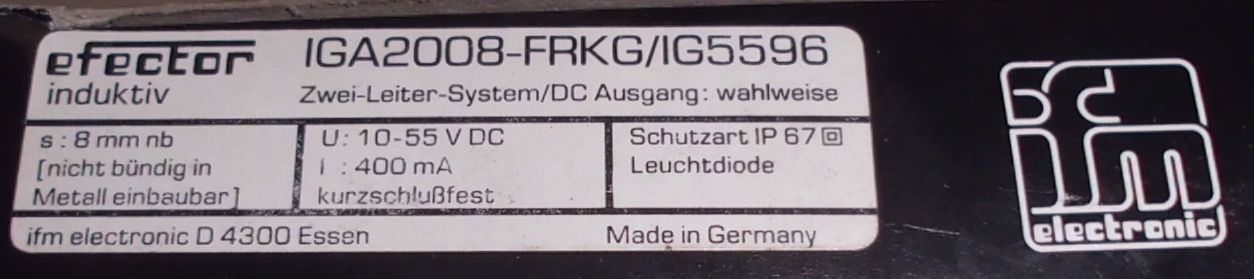 efector
induktiv
IGA2008-FRKG/IG5596
Zwei-Leiter-System/DC Ausgang: wahlweise
s : 8 mm nb
[nicht bündig in
Metall einbaubar]
U: 10-55 V DC
I : 400 mA
kurzschlußfest
Schutzart IP 67
Leuchtdiode
ifm electronic D 4300 Essen
Made in Germany
ifm
electronic